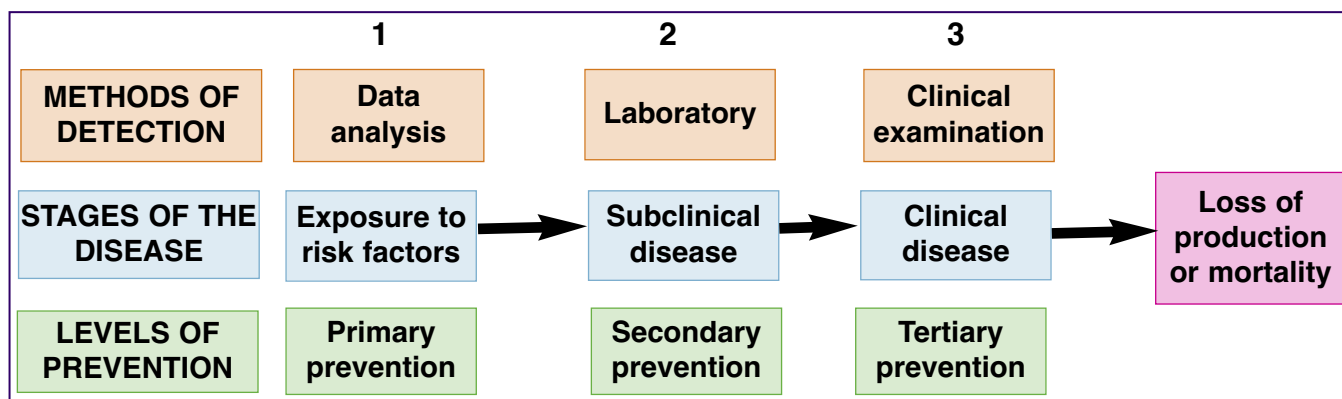 1 2 3
METHODS OF
DETECTION
Data
analysis
Laboratory
Clinical
examination
STAGES OF THE
DISEASE
Exposure to
risk factors
Subclinical
disease
Clinical
disease
Loss of
production
or mortality
LEVELS OF
PREVENTION
Primary
prevention
Secondary
prevention
Tertiary
prevention